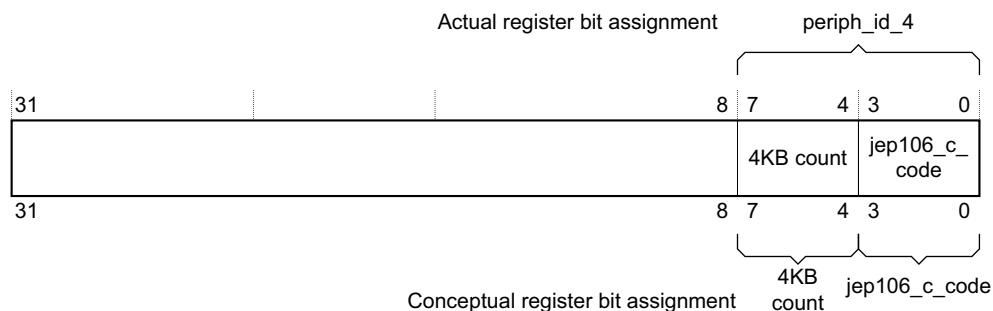 Actual register bit assignment periph_id_4
31 8 7 4 3 0
4KB count jep106_c_
code
31 8 7 4 3 0
4KB
count jep106_c_code
Conceptual register bit assignment